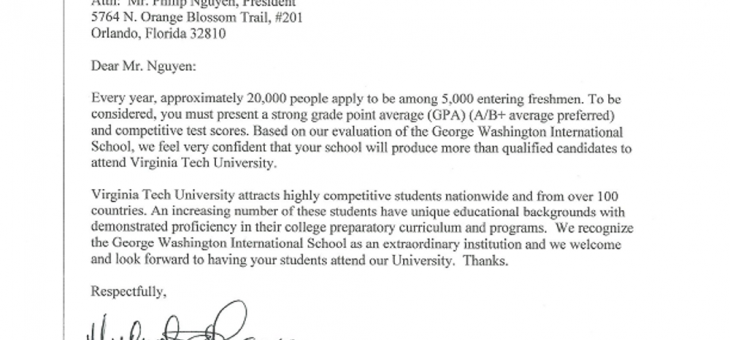 Attn: Mr. Philip Nguyen, President
5764 N. Orange Blossom Trail, #201
Orlando, Florida 32810
Dear Mr. Nguyen:
Every year, approximately 20,000 people apply to be among 5,000 entering freshmen. To be
considered, you must present a strong grade point average (GPA) (A/B+ average preferred)
and competitive test scores. Based on our evaluation of the George Washington International
School, we feel very confident that your school will produce more than qualified candidates to
attend Virginia Tech University.
Virginia Tech University attracts highly competitive students nationwide and from over 100
countries. An increasing number of these students have unique educational backgrounds with
demonstrated proficiency in their college preparatory curriculum and programs. We recognize
the George Washington International School as an extraordinary institution and we welcome
and look forward to having your students attend our University. Thanks.
Respectfully,